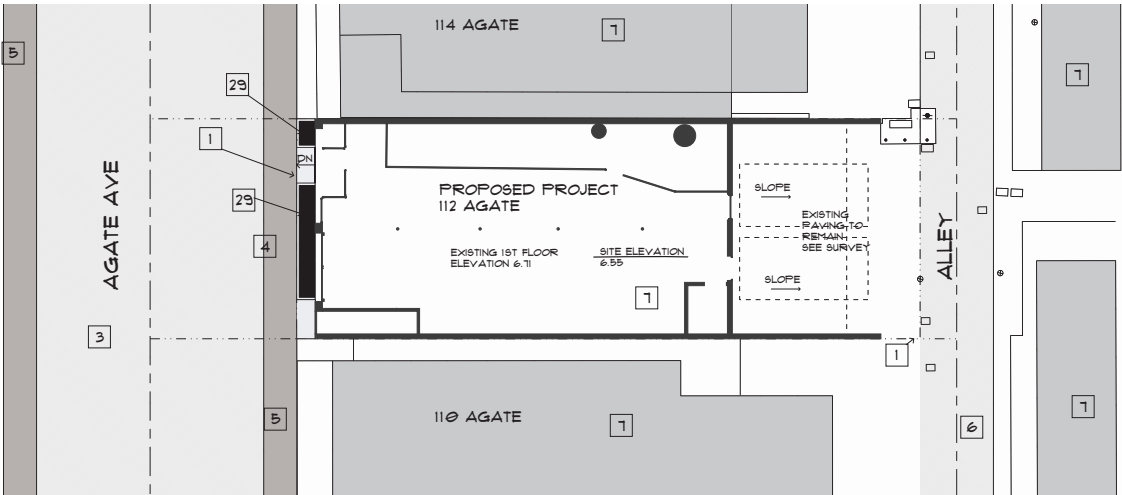 114 AGATE
7
5
7
29
1
DN
PROPOSED PROJECT
112 AGATE
SLOPE
29
EXISTING
PAVING TO
REMAIN
SEE SURVEY
AGATE AVE
4
EXISTING 1ST FLOOR
ELEVATION 6.71
SITE ELEVATION
6.55
ALLEY
SLOPE
7
3
1
110 AGATE
7
5
6
7